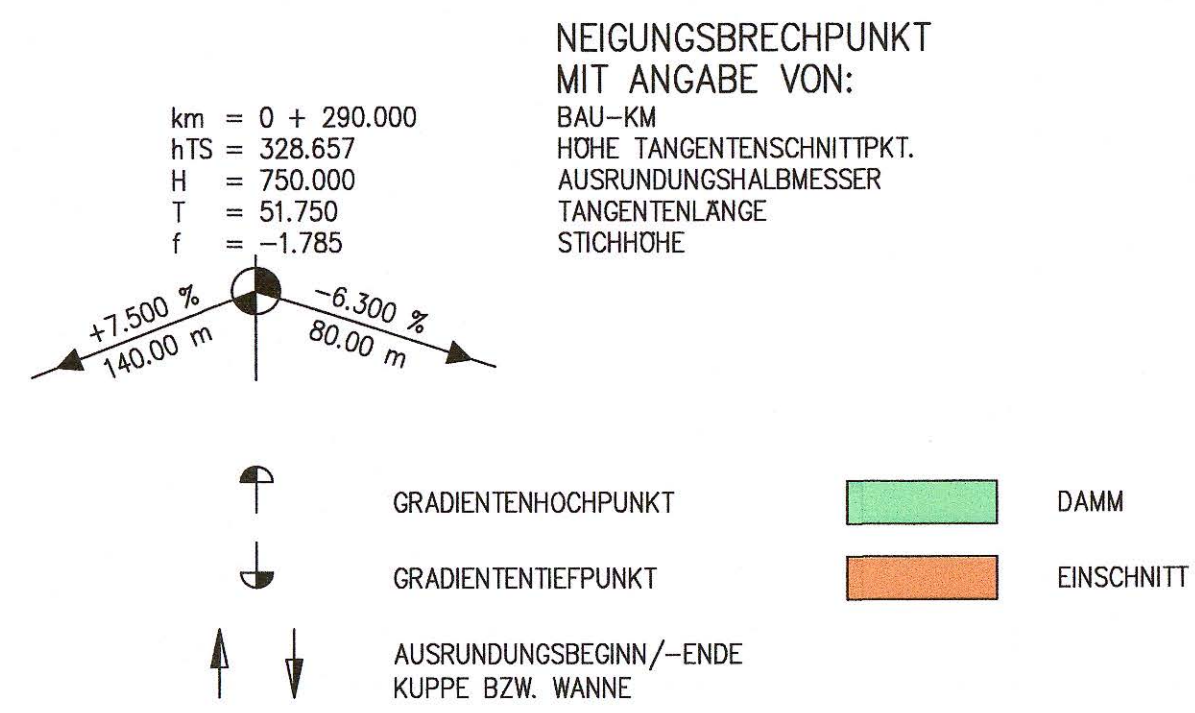 NEIGUNGSBRECHPUNKT
MIT ANGABE VON:
km = 0 + 290.000 BAU-KM
hTS = 328.657 HÖHE TANGENTENSCHNITTPKT.
H = 750.000 AUSRUNDUNGSHALBMESSER
T = 51.750 TANGENTENLÄNGE
f = -1.785 STICHHÖHE
+7.500 % -6.300 %
140.00 m 80.00 m
GRADIENTENHOCHPUNKT DAMM
GRADIENTENTIEFPUNKT EINSCHNITT
AUSRUNDUNGSBEGINN/-ENDE
KUPPE BZW. WANNE